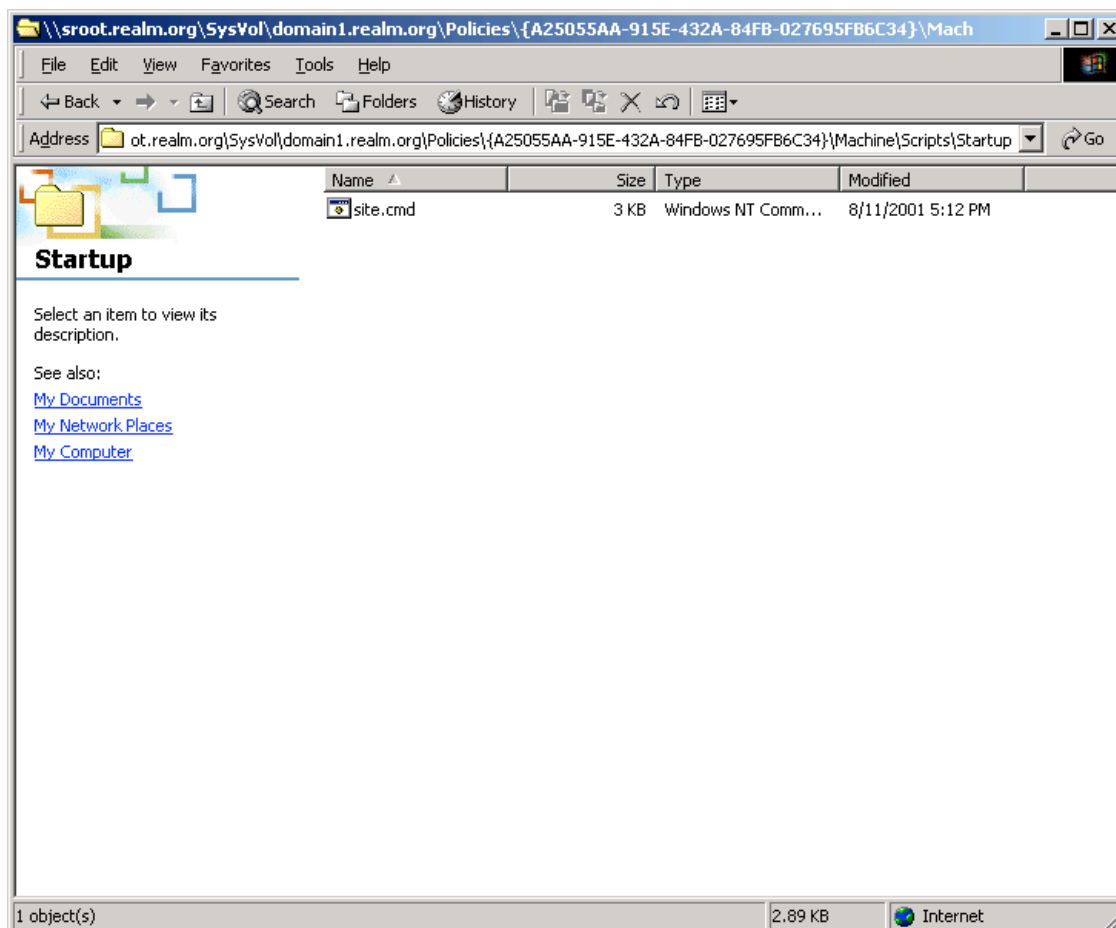 \\sroot.realm.org\SysVol\domain1.realm.org\Policies\{A25055AA-915E-432A-84FB-027695FB6C34}\Mach
File Edit View Favorites Tools Help
Back Search Folders History
Address ot.realm.org\SysVol\domain1.realm.org\Policies\{A25055AA-915E-432A-84FB-027695FB6C34}\Machine\Scripts\Startup Go
Name Size Type Modified
site.cmd 3 KB Windows NT Comm... 8/11/2001 5:12 PM
Startup
Select an item to view its
description.
See also:
My Documents
My Network Places
My Computer
1 object(s) 2.89 KB Internet